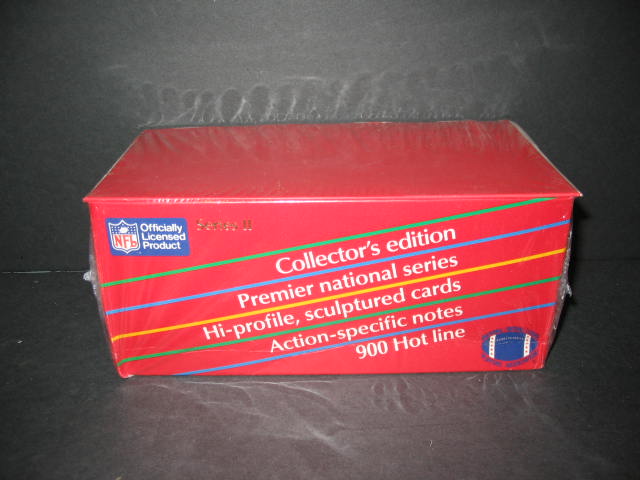 NFL
Officially
Licensed
Product
Series II
Collector's edition
Premier national series
Hi-profile, sculptured cards
Action-specific notes
900 Hot line